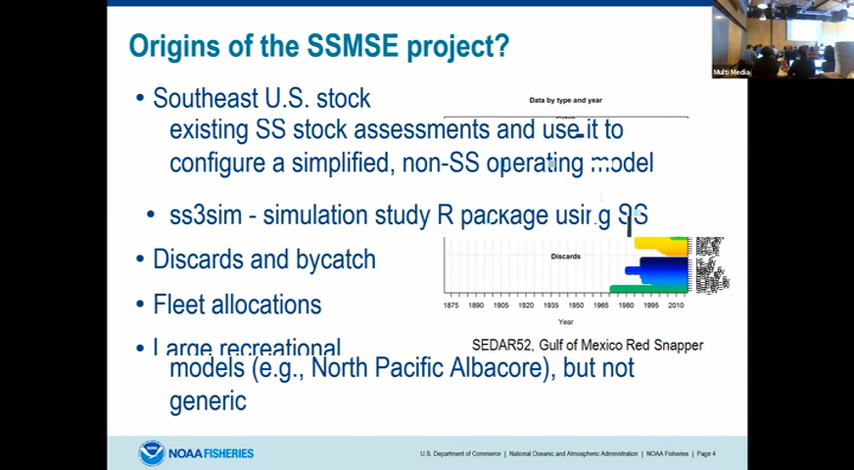 Origins of the SSMSE project?
Multi Media
• Southeast U.S. stock
existing SS stock assessments and use it to
configure a simplified, non-SS operating model
• ss3sim - simulation study R package using SS
• Discards and bycatch
• Fleet allocations
• Large recreational
models (e.g., North Pacific Albacore), but not
generic
Data by type and year
Discards
1875 1890 1905 1920 1935 1950 1965 1980 1995 2010
Year
SEDAR52, Gulf of Mexico Red Snapper
NOAA FISHERIES
U.S. Department of Commerce | National Oceanic and Atmospheric Administration | NOAA Fisheries | Page 4